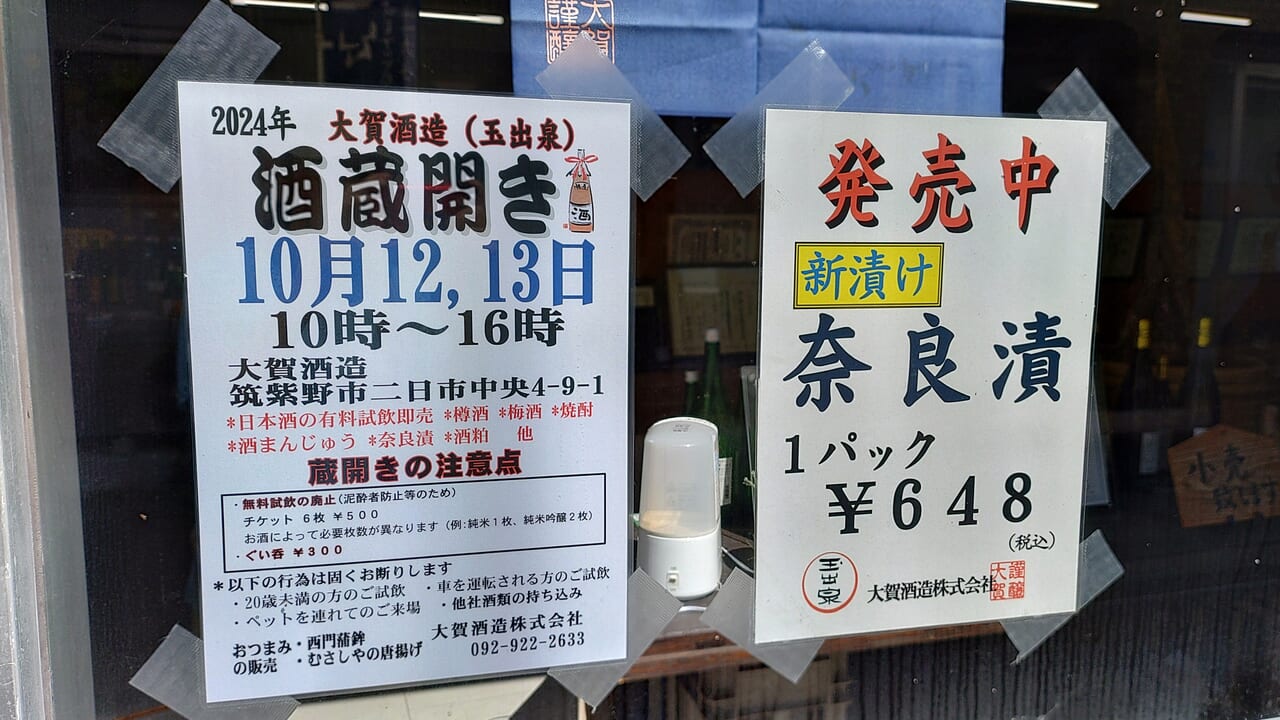 2024年 大賀酒造（玉出泉）
酒蔵開き
酒
10月12, 13日
10時～16時
大賀酒造
筑紫野市二日市中央4-9-1
*日本酒の有料試飲即売 *樽酒 *梅酒 *焼酎
*酒まんじゅう *奈良漬 *酒粕 他
蔵開きの注意点
・無料試飲の廃止(泥酔者防止等のため)
チケット 6枚 ￥500
お酒によって必要枚数が異なります (例:純米1枚、純米吟醸2枚)
・ぐい呑 ￥300
*以下の行為は固くお断りします
・20歳未満の方のご試飲 ・車を運転される方のご試飲
・ペットを連れてのご来場 ・他社酒類の持ち込み
おつまみ・西門蒲鉾
の販売 ・むさしやの唐揚げ
大賀酒造株式会社
092-922-2633
発売中
新漬け
奈良漬
1パック
￥648
(税込)
玉出泉
大賀酒造株式会社
大賀謹醸
小売